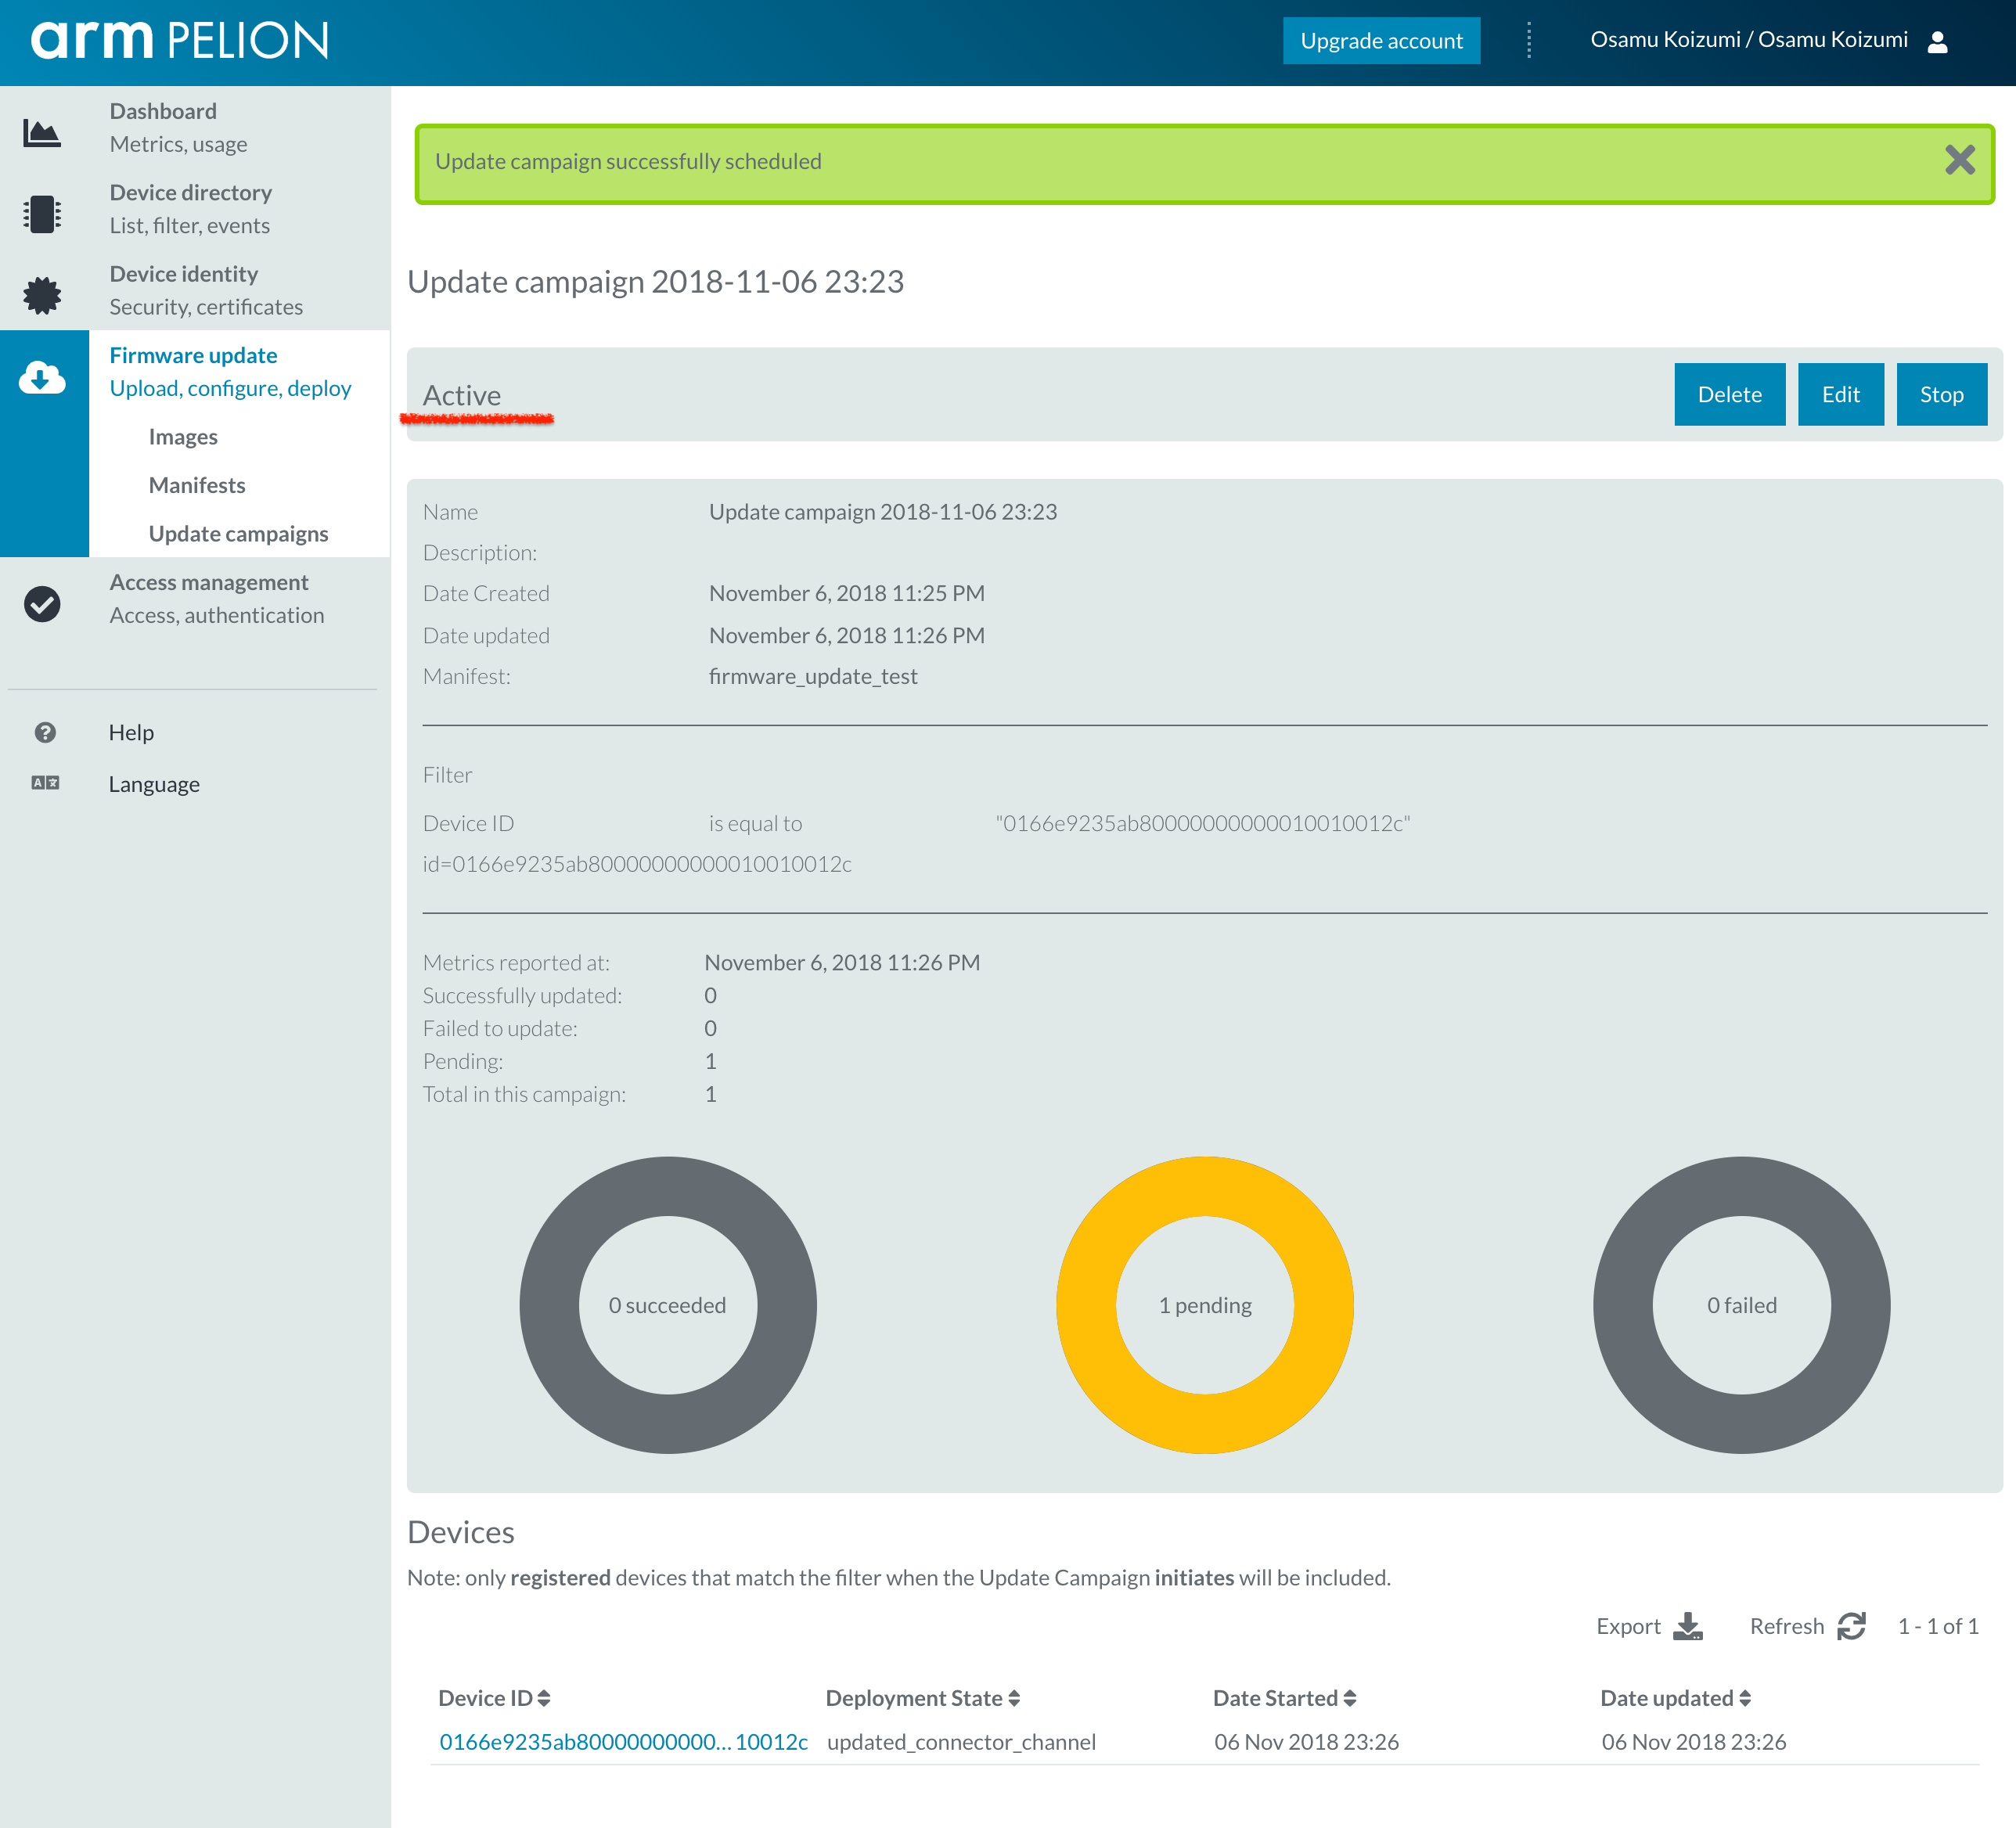 arm PELION
Upgrade account
Osamu Koizumi / Osamu Koizumi
Dashboard
Metrics, usage
Device directory
List, filter, events
Device identity
Security, certificates
Firmware update
Upload, configure, deploy
Images
Manifests
Update campaigns
Access management
Access, authentication
Help
Language
Update campaign successfully scheduled
Update campaign 2018-11-06 23:23
Active
Delete
Edit
Stop
Name Update campaign 2018-11-06 23:23
Description:
Date Created November 6, 2018 11:25 PM
Date updated November 6, 2018 11:26 PM
Manifest: firmware_update_test
Filter
Device ID is equal to "0166e9235ab80000000000010010012c"
id=0166e9235ab80000000000010010012c
Metrics reported at: November 6, 2018 11:26 PM
Successfully updated: 0
Failed to update: 0
Pending: 1
Total in this campaign: 1
0 succeeded
1 pending
0 failed
Devices
Note: only registered devices that match the filter when the Update Campaign initiates will be included.
Export Refresh 1 - 1 of 1
Device ID Deployment State Date Started Date updated
0166e9235ab80000000000... 10012c updated_connector_channel 06 Nov 2018 23:26 06 Nov 2018 23:26